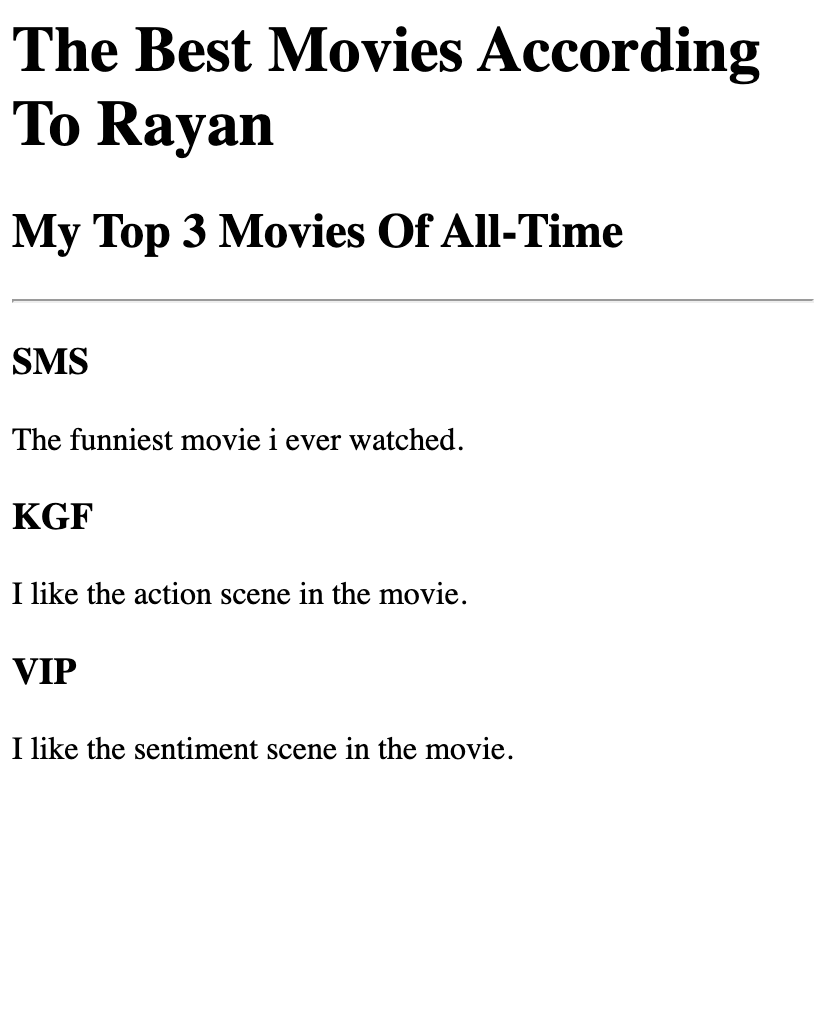 The Best Movies According
To Rayan
My Top 3 Movies Of All-Time
SMS
The funniest movie i ever watched.
KGF
I like the action scene in the movie.
VIP
I like the sentiment scene in the movie.